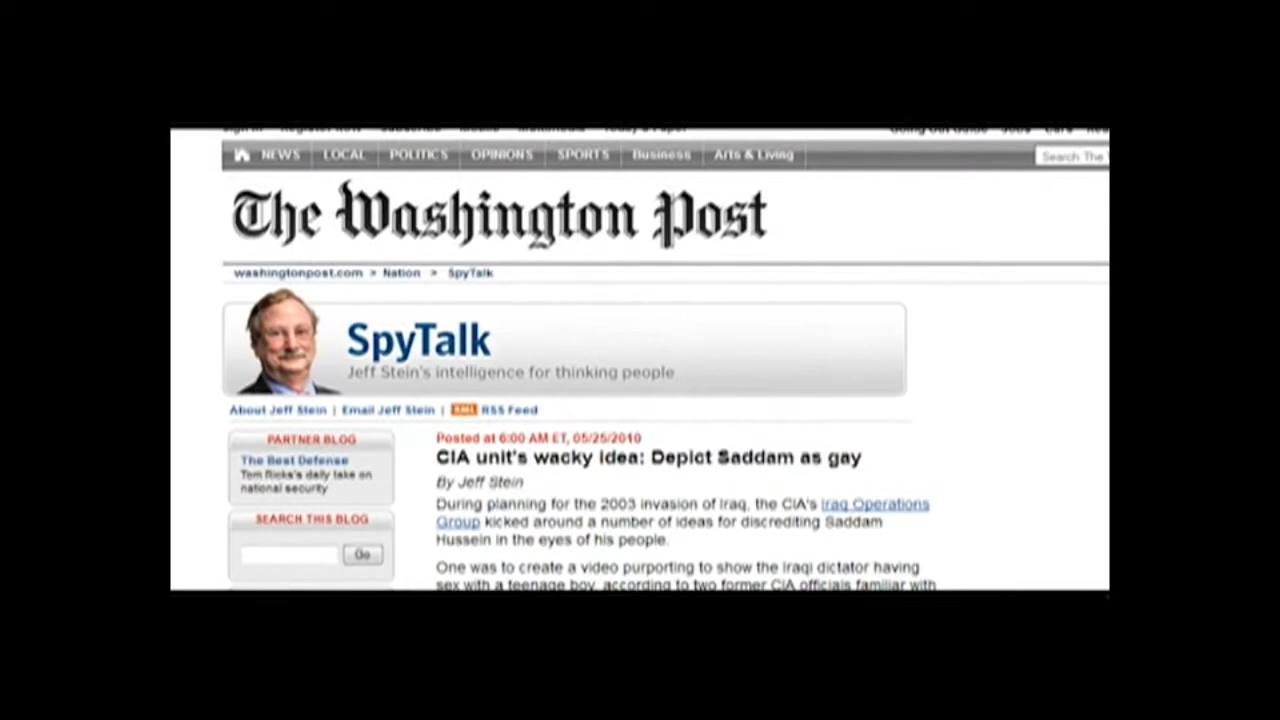 NEWS LOCAL POLITICS OPINIONS SPORTS Business Arts & Living Search The
The Washington Post
washingtonpost.com > Nation > SpyTalk
SpyTalk
Jeff Stein's intelligence for thinking people
About Jeff Stein | Email Jeff Stein | XML RSS Feed
PARTNER BLOG
The Best Defense
Tom Ricks's daily take on
national security
SEARCH THIS BLOG
Go
Posted at 6:00 AM ET, 05/25/2010
CIA unit's wacky idea: Depict Saddam as gay
By Jeff Stein
During planning for the 2003 invasion of Iraq, the CIA's Iraq Operations
Group kicked around a number of ideas for discrediting Saddam
Hussein in the eyes of his people.
One was to create a video purporting to show the Iraqi dictator having
sex with a teenage boy, according to two former CIA officials familiar with